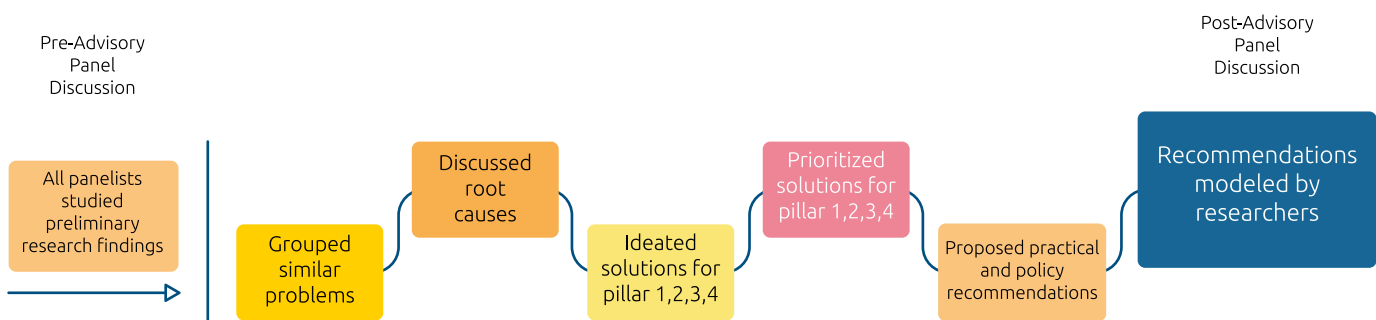 Pre-Advisory
Panel
Discussion
All panelists
studied
preliminary
research findings
Grouped
similar
problems
Discussed
root
causes
Ideated
solutions for
pillar 1,2,3,4
Prioritized
solutions for
pillar 1,2,3,4
Proposed practical
and policy
recommendations
Post-Advisory
Panel
Discussion
Recommendations
modeled by
researchers